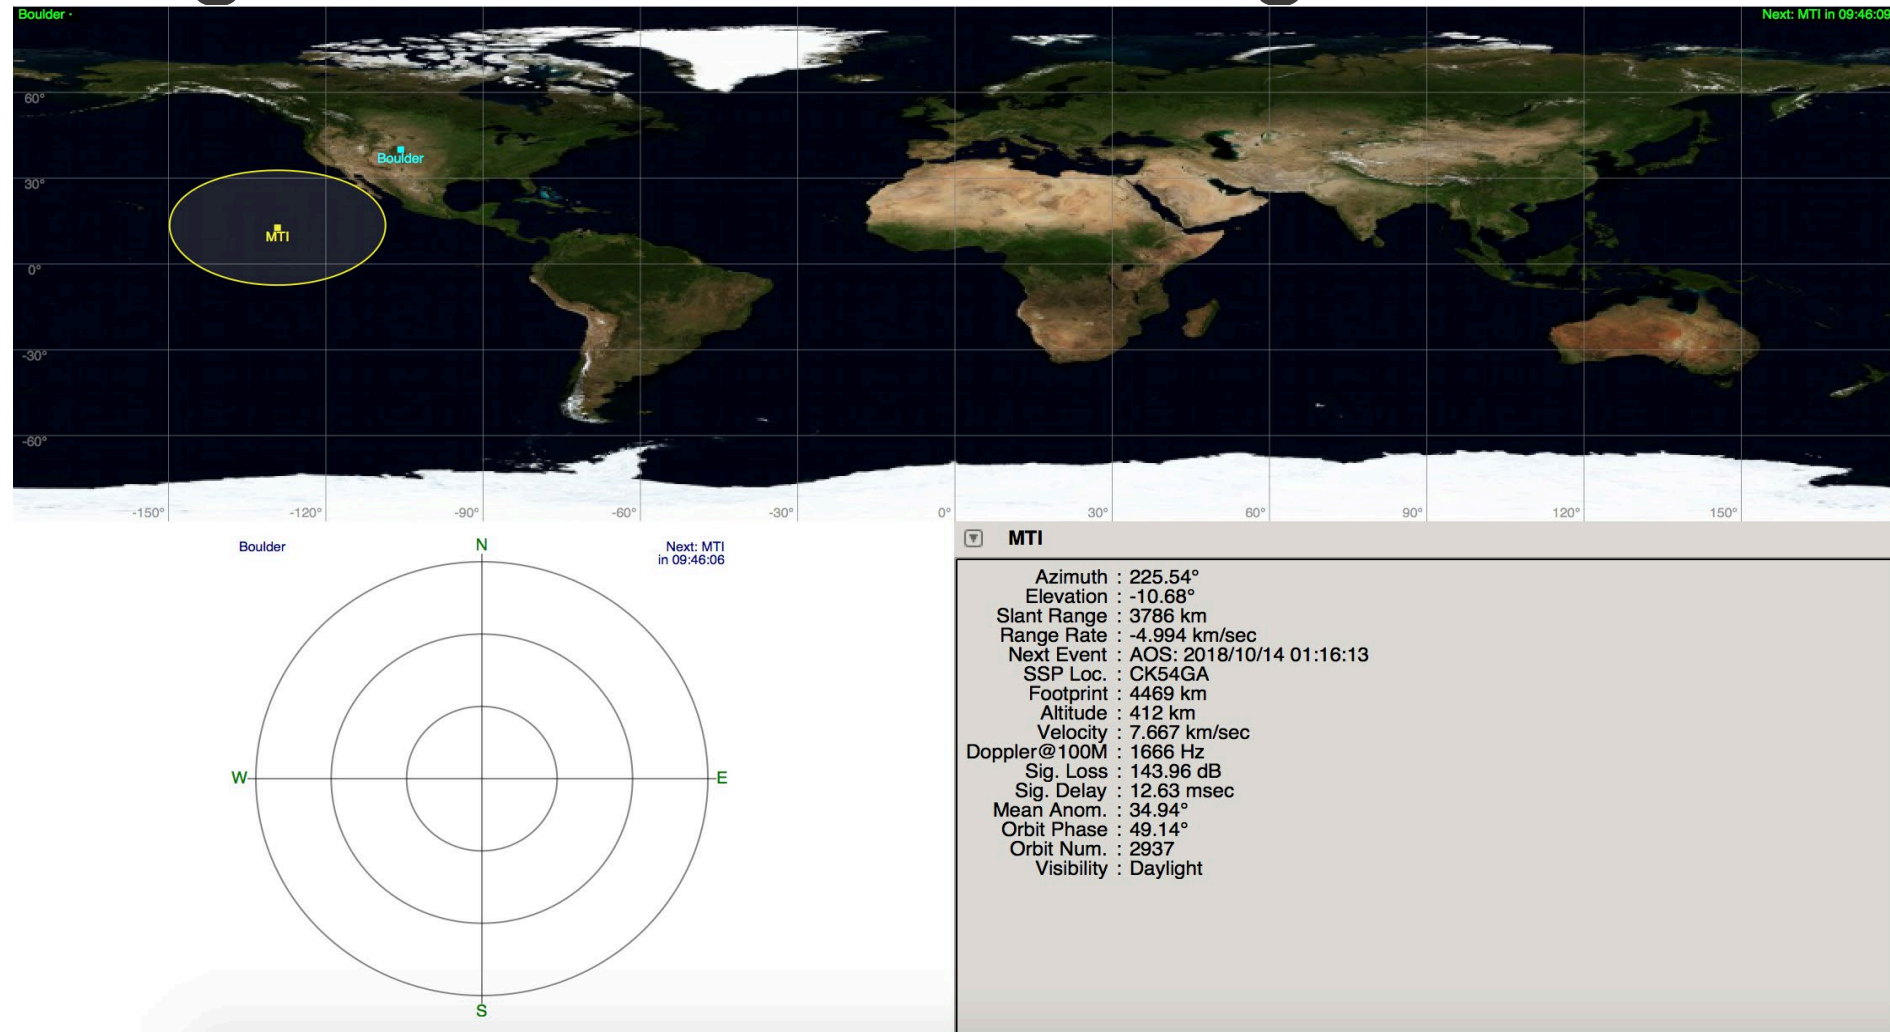 Boulder ·
Next: MTI in 09:46:09
60°
Boulder
30°
MTI
0°
-30°
-60°
-150°
-120°
-90°
-60°
-30°
0°
30°
60°
90°
120°
150°
Boulder
N
Next: MTI
in 09:46:06
W
E
S
MTI
Azimuth : 225.54°
Elevation : -10.68°
Slant Range : 3786 km
Range Rate : -4.994 km/sec
Next Event : AOS: 2018/10/14 01:16:13
SSP Loc. : CK54GA
Footprint : 4469 km
Altitude : 412 km
Velocity : 7.667 km/sec
Doppler@100M : 1666 Hz
Sig. Loss : 143.96 dB
Sig. Delay : 12.63 msec
Mean Anom. : 34.94°
Orbit Phase : 49.14°
Orbit Num. : 2937
Visibility : Daylight